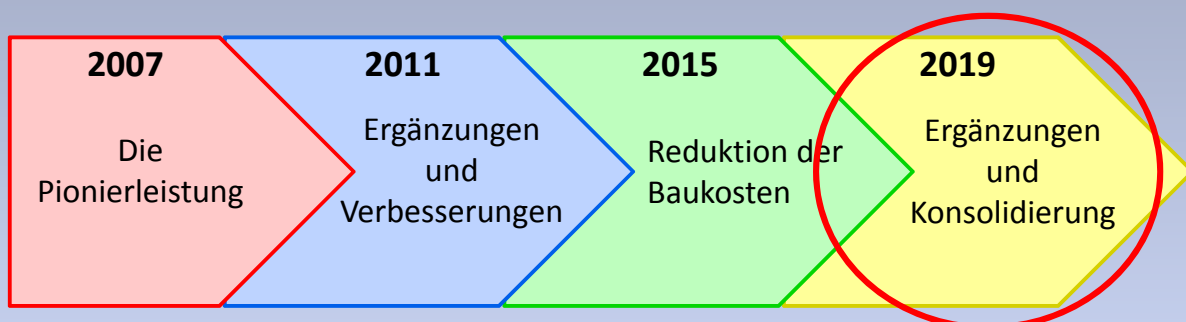 2007
Die
Pionierleistung
2011
Ergänzungen
und
Verbesserungen
2015
Reduktion der
Baukosten
2019
Ergänzungen
und
Konsolidierung